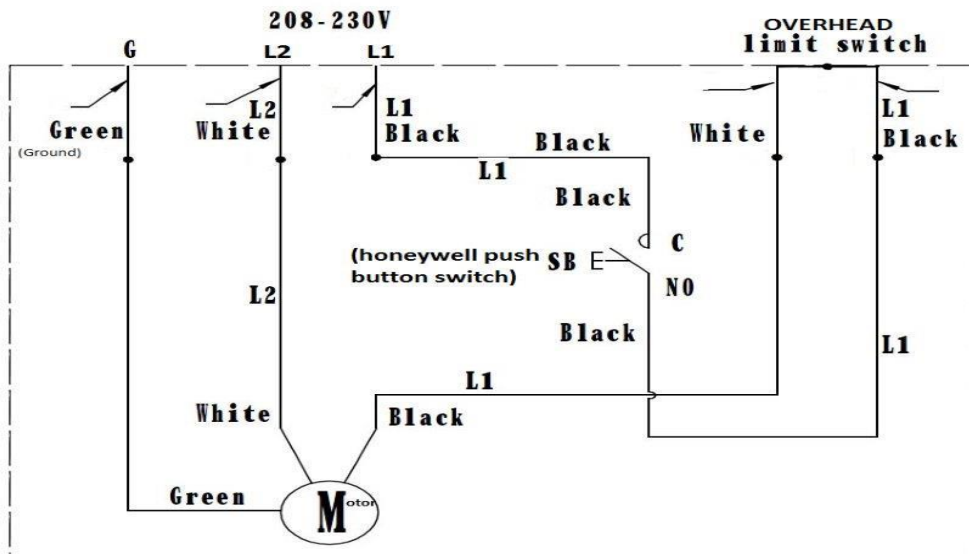 208-230V
OVERHEAD
limit switch
G
L2
L1
L2
L1
L1
Green
White
Black
Black
White
Black
(Ground)
L1
Black
(honeywell push
button switch)
SB
C
NO
L2
Black
L1
L1
White
Black
Green
Motor